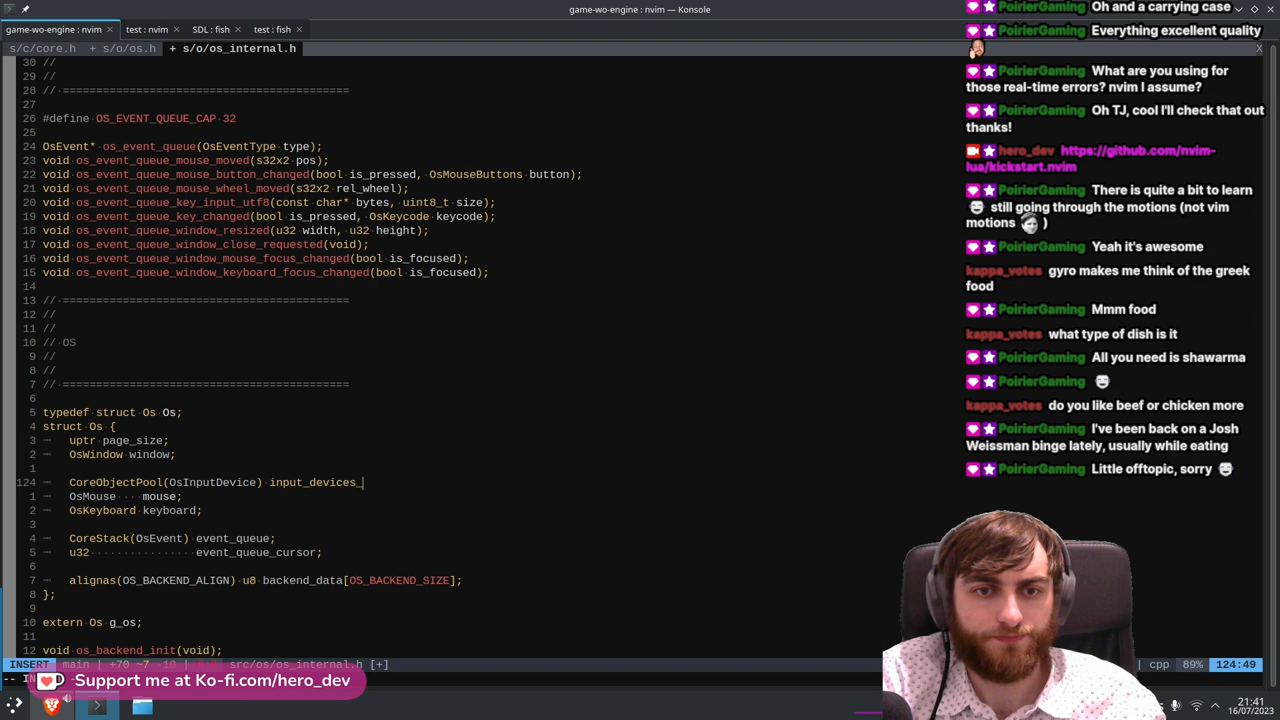 game-wo-engine : nvim — Konsole
game-wo-engine : nvim
test : nvim
SDL : fish
test : fish
s/c/core.h + s/o/os.h + s/o/os_internal.h
X
30 //
29 //
28 // ===========================================
27
26 #define OS_EVENT_QUEUE_CAP 32
25
24 OsEvent* os_event_queue(OsEventType type);
23 void os_event_queue_mouse_moved(s32x2 pos);
22 void os_event_queue_mouse_button_changed(bool is_pressed, OsMouseButtons button);
21 void os_event_queue_mouse_wheel_moved(s32x2 rel_wheel);
20 void os_event_queue_key_input_utf8(const char* bytes, uint8_t size);
19 void os_event_queue_key_changed(bool is_pressed, OsKeycode keycode);
18 void os_event_queue_window_resized(u32 width, u32 height);
17 void os_event_queue_window_close_requested(void);
16 void os_event_queue_window_mouse_focus_changed(bool is_focused);
15 void os_event_queue_window_keyboard_focus_changed(bool is_focused);
14
13 // ===========================================
12 //
11 //
10 // OS
9 //
8 //
7 // ===========================================
6
5 typedef struct Os Os;
4 struct Os {
3 uptr page_size;
2 OsWindow window;
1
124 CoreObjectPool(OsInputDevice) input_devices_
1 OsMouse mouse;
2 OsKeyboard keyboard;
3
4 CoreStack(OsEvent) event_queue;
5 u32 event_queue_cursor;
6
7 alignas(OS_BACKEND_ALIGN) u8 backend_data[OS_BACKEND_SIZE];
8 };
9
10 extern Os g_os;
11
12 void os_backend_init(void);
INSERT main | +70 ~7 -10 | src/os/os_internal.h [+]
| cpp 89% 124:49
Support me at Ko-fi.com/hero_dev
PoirierGaming Oh and a carrying case
PoirierGaming Everything excellent quality
PoirierGaming What are you using for
those real-time errors? nvim I assume?
PoirierGaming Oh TJ, cool I'll check that out
thanks!
hero_dev https://github.com/nvim-
lua/kickstart.nvim
PoirierGaming There is quite a bit to learn
still going through the motions (not vim
motions )
PoirierGaming Yeah it's awesome
kappa_votes gyro makes me think of the greek
food
PoirierGaming Mmm food
kappa_votes what type of dish is it
PoirierGaming All you need is shawarma
PoirierGaming
kappa_votes do you like beef or chicken more
PoirierGaming I've been back on a Josh
Weissman binge lately, usually while eating
PoirierGaming Little offtopic, sorry
21:41
16/07/2023